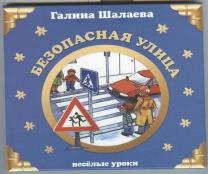 Галина Шалаева
БЕЗОПАСНАЯ УЛИЦА
весёлые уроки